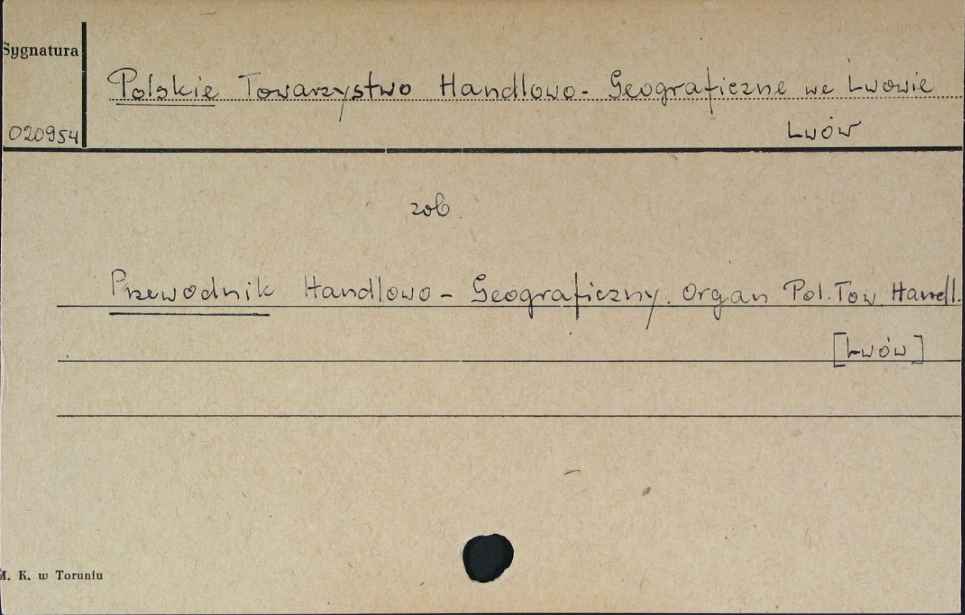 Sygnatura
Polskie Towarzystwo Handlowo-Geograficzne we Lwowie
020954
Lwów
zob
Przewodnik Handlowo-Geograficzny. Organ Pol. Tow. Handl.
[Lwów]
M. K. w Toruniu